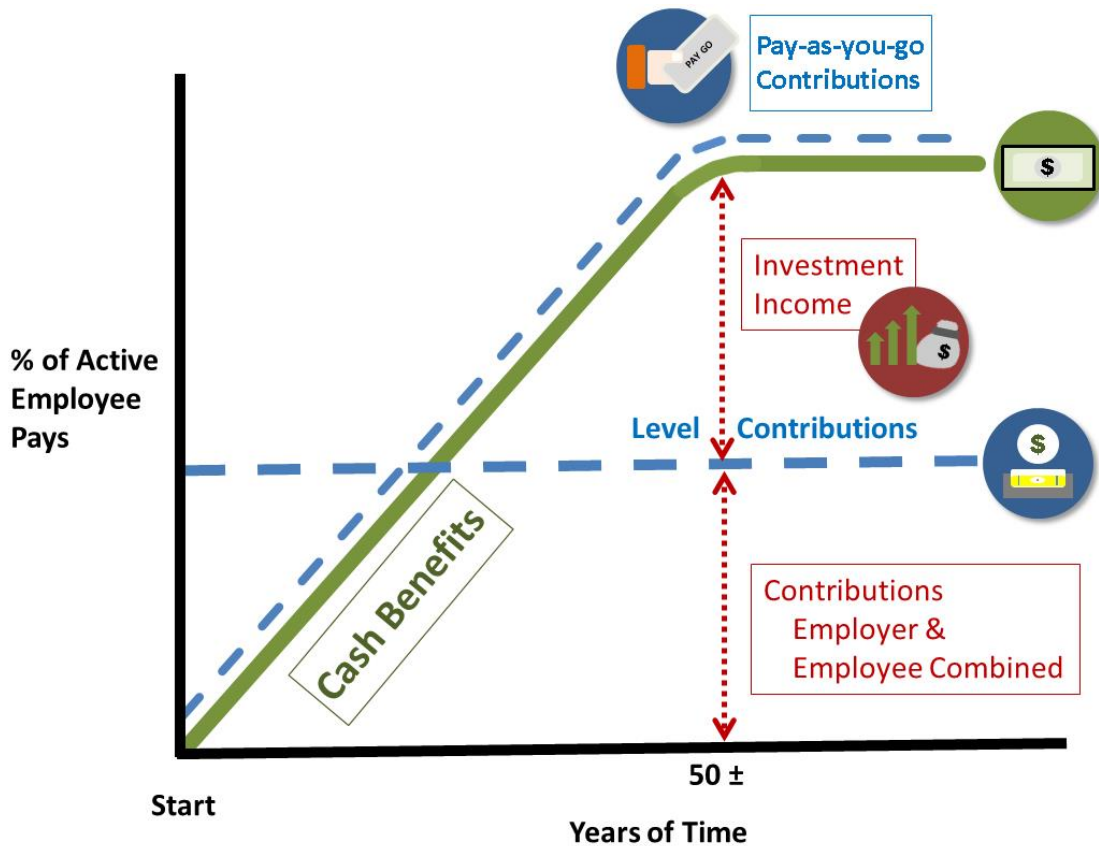 PAY GO
Pay-as-you-go
Contributions
$
Investment
Income
$
% of Active
Employee
Pays
Level Contributions
$
Cash Benefits
Contributions
Employer &
Employee Combined
50 ±
Start
Years of Time